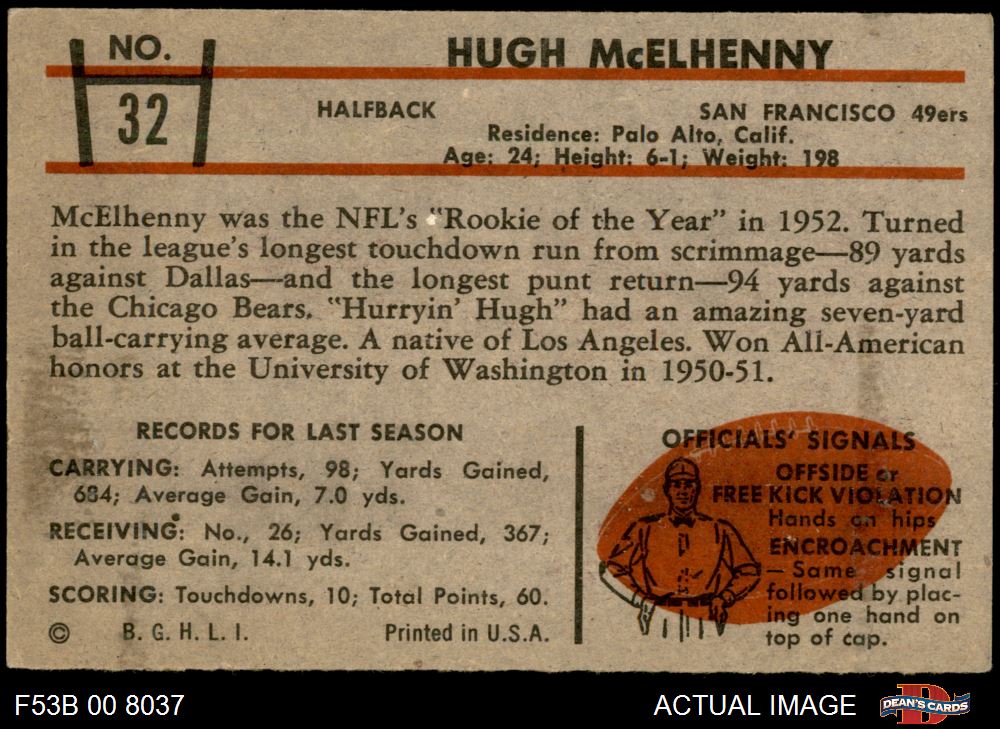 NO.
32
HUGH McELHENNY
HALFBACK
SAN FRANCISCO 49ers
Residence: Palo Alto, Calif.
Age: 24; Height: 6-1; Weight: 198
McElhenny was the NFL's "Rookie of the Year" in 1952. Turned
in the league's longest touchdown run from scrimmage—89 yards
against Dallas—and the longest punt return—94 yards against
the Chicago Bears. "Hurryin' Hugh" had an amazing seven-yard
ball-carrying average. A native of Los Angeles. Won All-American
honors at the University of Washington in 1950-51.
RECORDS FOR LAST SEASON
CARRYING: Attempts, 98; Yards Gained,
684; Average Gain, 7.0 yds.
RECEIVING: No., 26; Yards Gained, 367;
Average Gain, 14.1 yds.
SCORING: Touchdowns, 10; Total Points, 60.
© B. G. H. L. I. Printed in U.S.A.
OFFICIALS' SIGNALS
OFFSIDE or
FREE KICK VIOLATION
Hands on hips
ENCROACHMENT
—Same signal
followed by plac-
ing one hand on
top of cap.
F53B 00 8037
ACTUAL IMAGE
DEAN'S CARDS